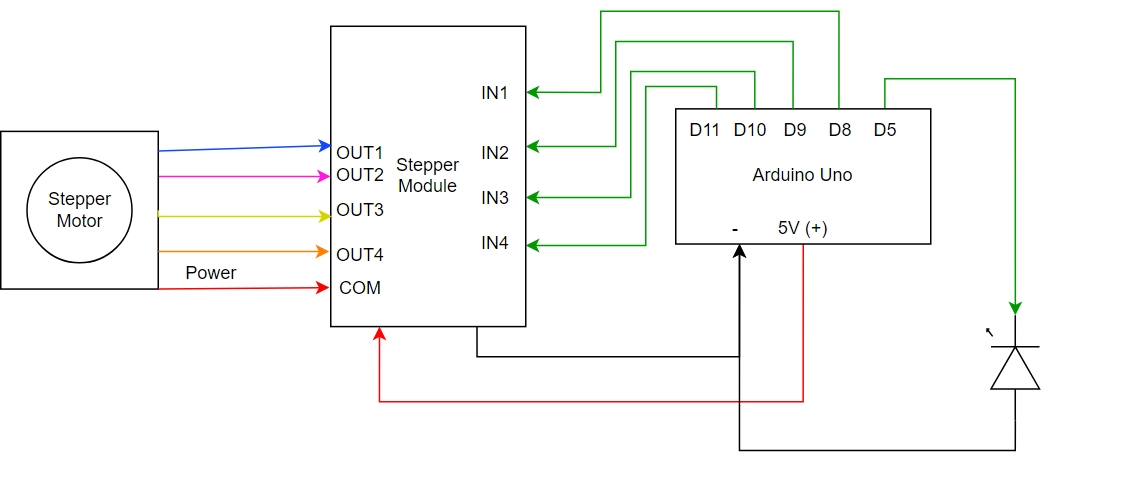 Stepper
Motor
Power
OUT1
OUT2
OUT3
OUT4
COM
Stepper
Module
IN1
IN2
IN3
IN4
D11 D10 D9 D8 D5
Arduino Uno
- 5V (+)